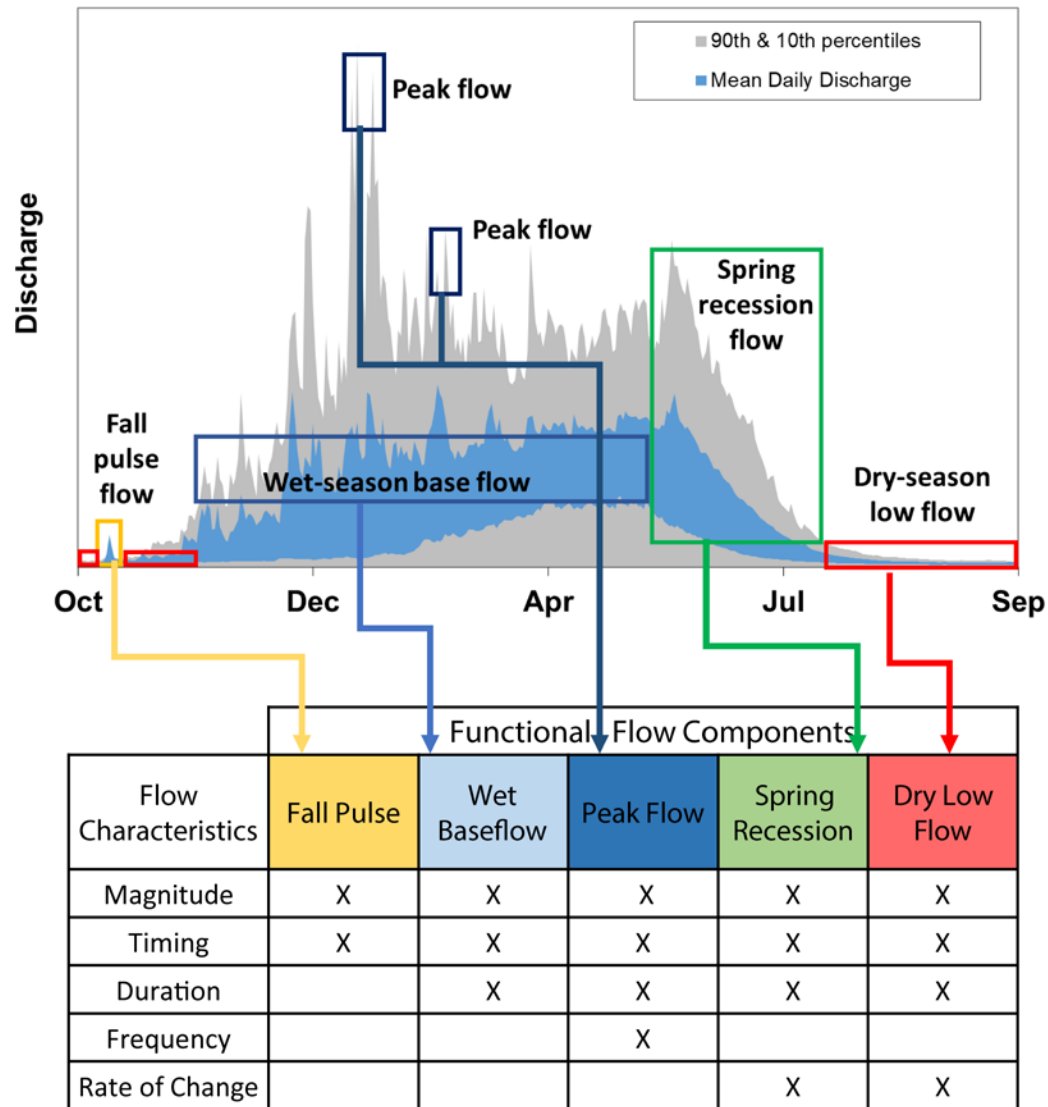 90th & 10th percentiles
Mean Daily Discharge
Peak flow
Peak flow
Spring
recession
flow
Discharge
Fall
pulse
flow
Wet-season base flow
Dry-season
low flow
Oct Dec Apr Jul Sep
Functional Flow Components
Flow
Characteristics
Fall Pulse
Wet
Baseflow
Peak Flow
Spring
Recession
Dry Low
Flow
Magnitude X X X X X
Timing X X X X X
Duration X X X X
Frequency X
Rate of Change X X